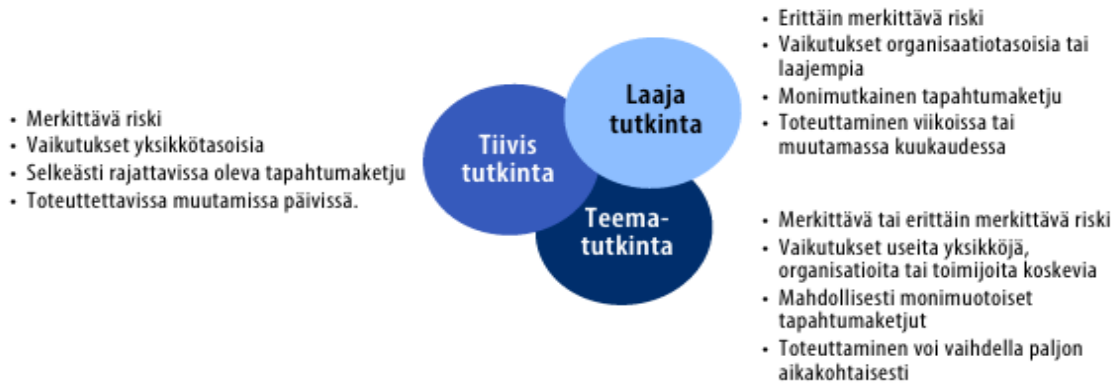 • Merkittävä riski
• Vaikutukset yksikkötasoisia
• Selkeästi rajattavissa oleva tapahtumaketju
• Toteuttettavissa muutamissa päivissä.
Tiivis
tutkinta
Laaja
tutkinta
• Erittäin merkittävä riski
• Vaikutukset organisaatiotasoisia tai
laajempia
• Monimutkainen tapahtumaketju
• Toteuttaminen viikoissa tai
muutamassa kuukaudessa
Teema-
tutkinta
• Merkittävä tai erittäin merkittävä riski
• Vaikutukset useita yksikköjä,
organisatioita tai toimijoita koskevia
• Mahdollisesti monimuotoiset
tapahtumaketjut
• Toteuttaminen voi vaihdella paljon
aikakohtaisesti